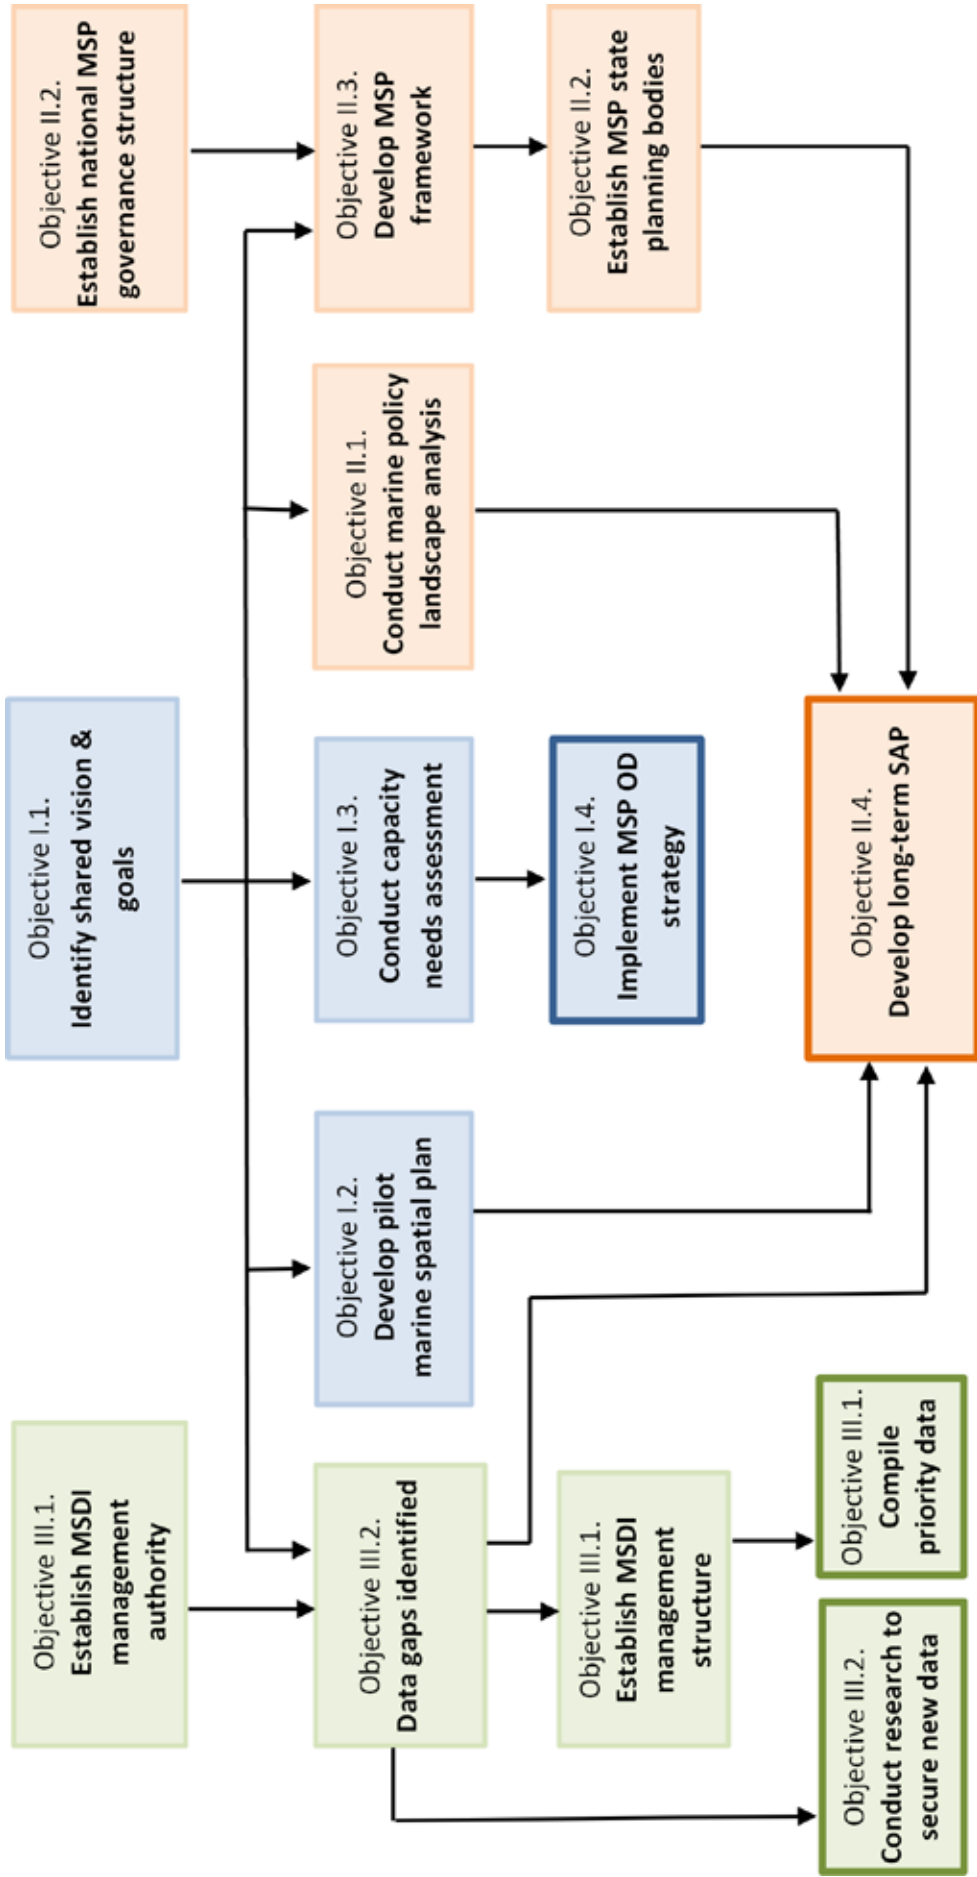 Objective III.1.
Establish MSDI
management
authority
Objective I.1.
Identify shared vision &
goals
Objective II.2.
Establish national MSP
governance structure
Objective III.2.
Data gaps identified
Objective I.2.
Develop pilot
marine spatial plan
Objective I.3.
Conduct capacity
needs assessment
Objective II.1.
Conduct marine policy
landscape analysis
Objective II.3.
Develop MSP
framework
Objective III.1.
Establish MSDI
management
structure
Objective I.4.
Implement MSP OD
strategy
Objective II.2.
Establish MSP state
planning bodies
Objective III.2.
Conduct research to
secure new data
Objective III.1.
Compile
priority data
Objective II.4.
Develop long-term SAP